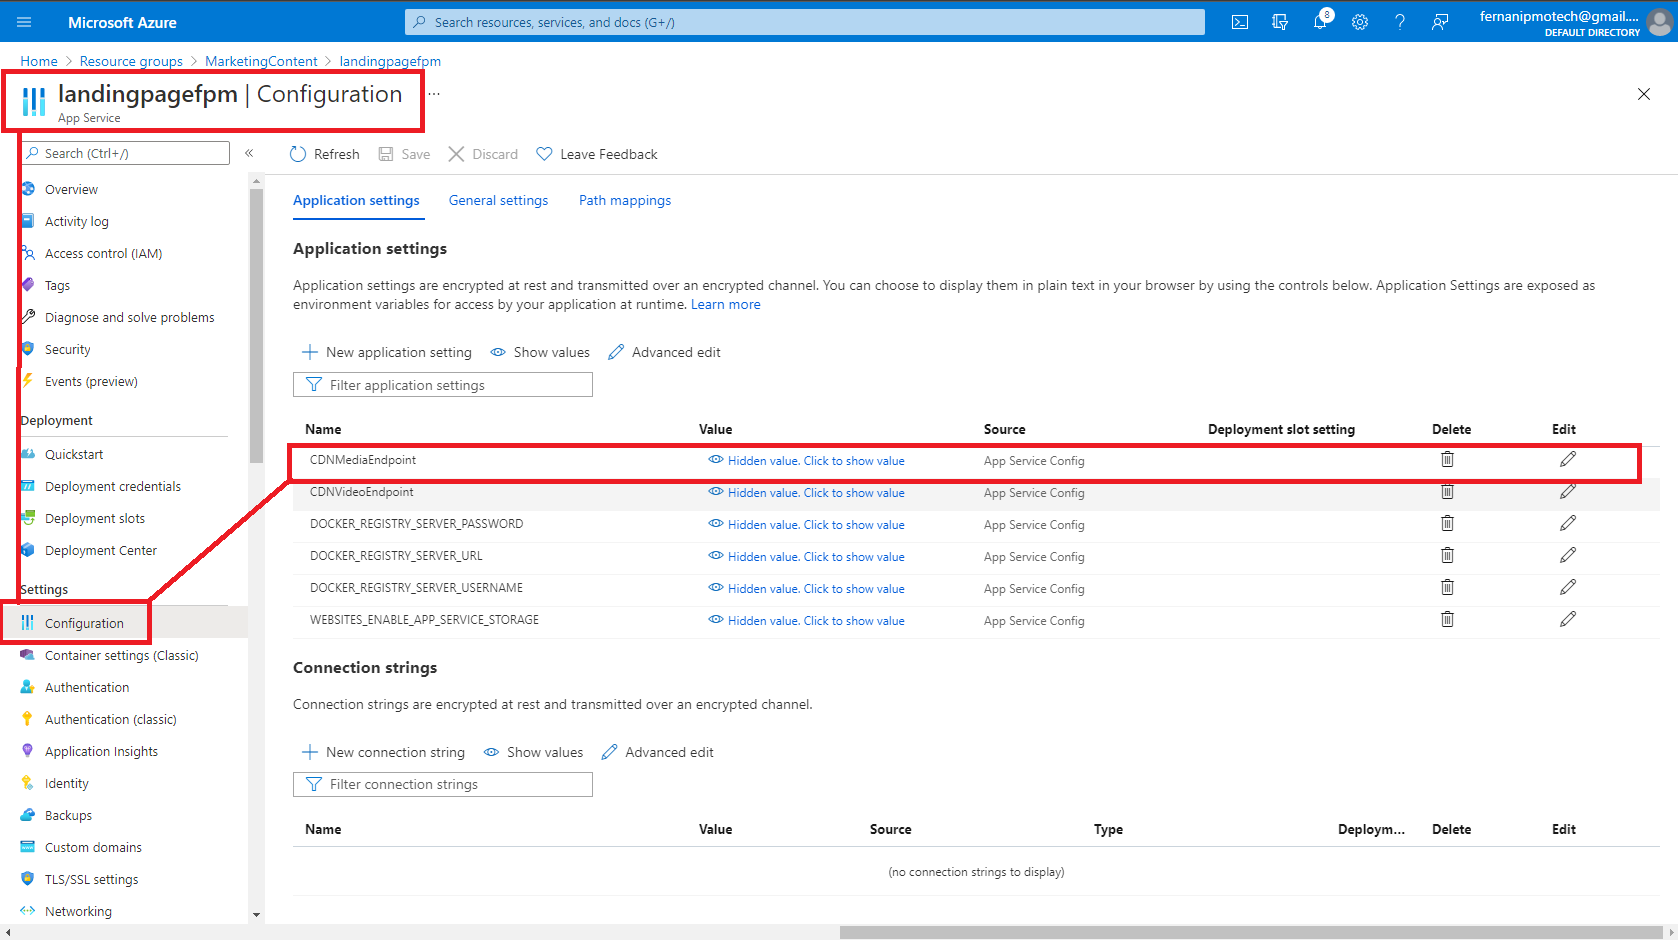 Microsoft Azure
Search resources, services, and docs (G+/)
8
fernanipmotech@gmail....
DEFAULT DIRECTORY
Home > Resource groups > MarketingContent > landingpagefpm
landingpagefpm | Configuration ...
App Service
Search (Ctrl+/)
«
Overview
Activity log
Access control (IAM)
Tags
Diagnose and solve problems
Security
Events (preview)
Deployment
Quickstart
Deployment credentials
Deployment slots
Deployment Center
Settings
Configuration
Container settings (Classic)
Authentication
Authentication (classic)
Application Insights
Identity
Backups
Custom domains
TLS/SSL settings
Networking
Refresh Save Discard Leave Feedback
Application settings General settings Path mappings
Application settings
Application settings are encrypted at rest and transmitted over an encrypted channel. You can choose to display them in plain text in your browser by using the controls below. Application Settings are exposed as
environment variables for access by your application at runtime. Learn more
New application setting Show values Advanced edit
Filter application settings
Name Value Source Deployment slot setting Delete Edit
CDNMediaEndpoint Hidden value. Click to show value App Service Config
CDNVideoEndpoint Hidden value. Click to show value App Service Config
DOCKER_REGISTRY_SERVER_PASSWORD Hidden value. Click to show value App Service Config
DOCKER_REGISTRY_SERVER_URL Hidden value. Click to show value App Service Config
DOCKER_REGISTRY_SERVER_USERNAME Hidden value. Click to show value App Service Config
WEBSITES_ENABLE_APP_SERVICE_STORAGE Hidden value. Click to show value App Service Config
Connection strings
Connection strings are encrypted at rest and transmitted over an encrypted channel.
New connection string Show values Advanced edit
Filter connection strings
Name Value Source Type Deploym... Delete Edit
(no connection strings to display)